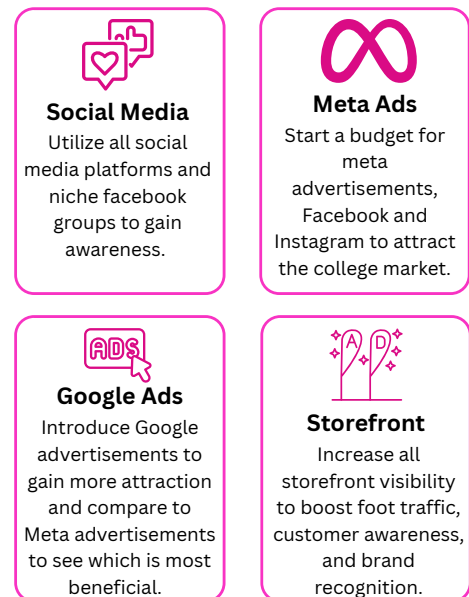 Social Media
Utilize all social
media platforms and
niche facebook
groups to gain
awareness.
Meta Ads
Start a budget for
meta
advertisements,
Facebook and
Instagram to attract
the college market.
ADS
Google Ads
Introduce Google
advertisements to
gain more attraction
and compare to
Meta advertisements
to see which is most
beneficial.
A D
Storefront
Increase all
storefront visibility
to boost foot traffic,
customer awareness,
and brand
recognition.